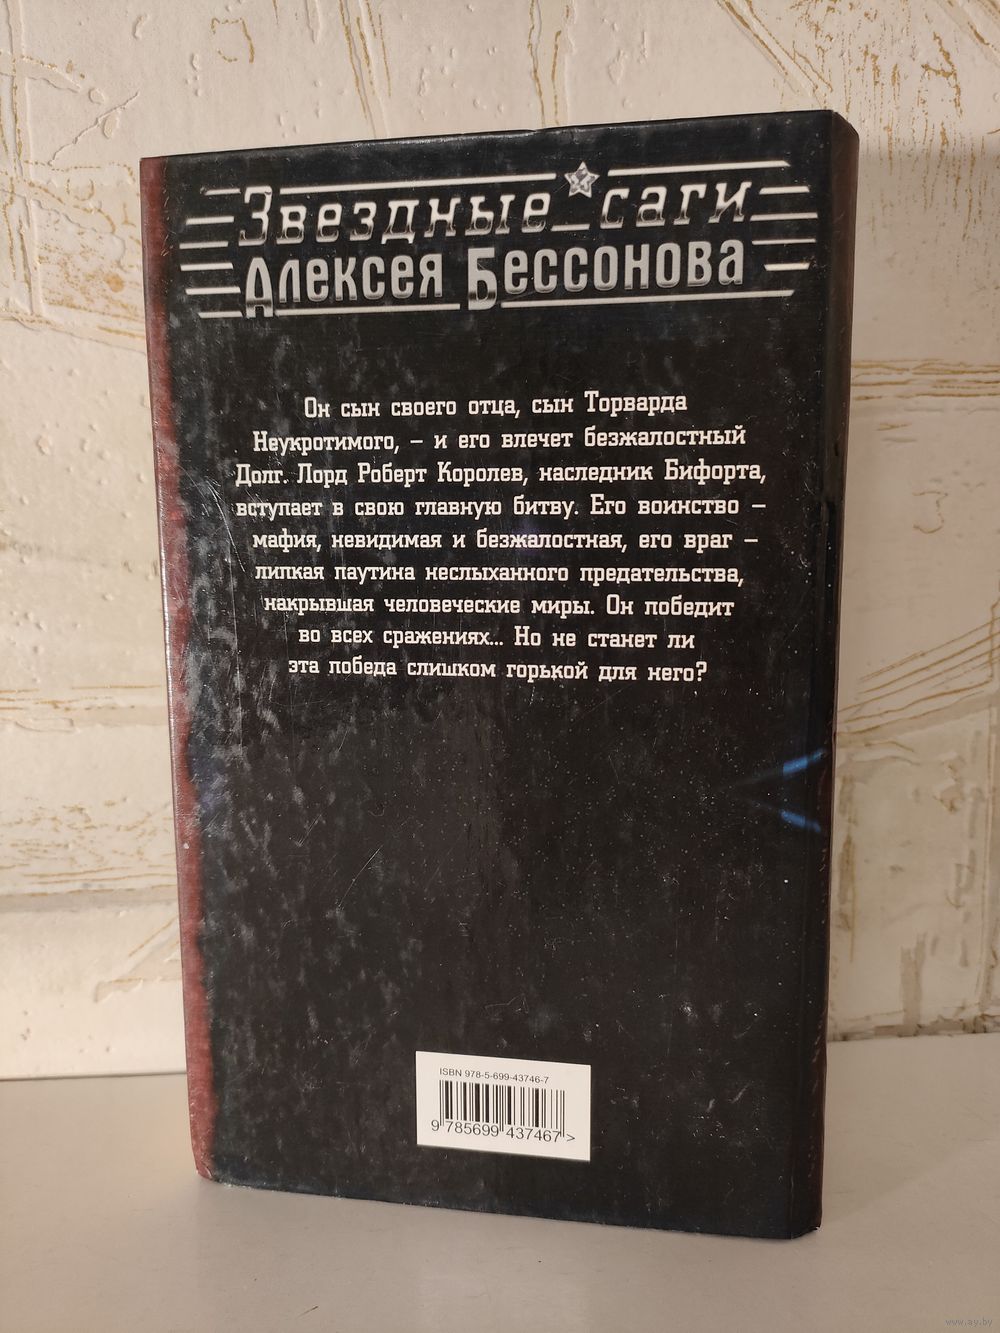 Звездные саги
Алексея Бессонова
Он сын своего отца, сын Торварда
Неукротимого, – и его влечет безжалостный
Долг. Лорд Роберт Королев, наследник Бифорта,
вступает в свою главную битву. Его воинство –
мафия, невидимая и безжалостная, его враг –
липкая паутина неслыханного предательства,
накрывшая человеческие миры. Он победит
во всех сражениях... Но не станет ли
эта победа слишком горькой для него?
ISBN 978-5-699-43746-7
9 785699 437467>
www.ay.by